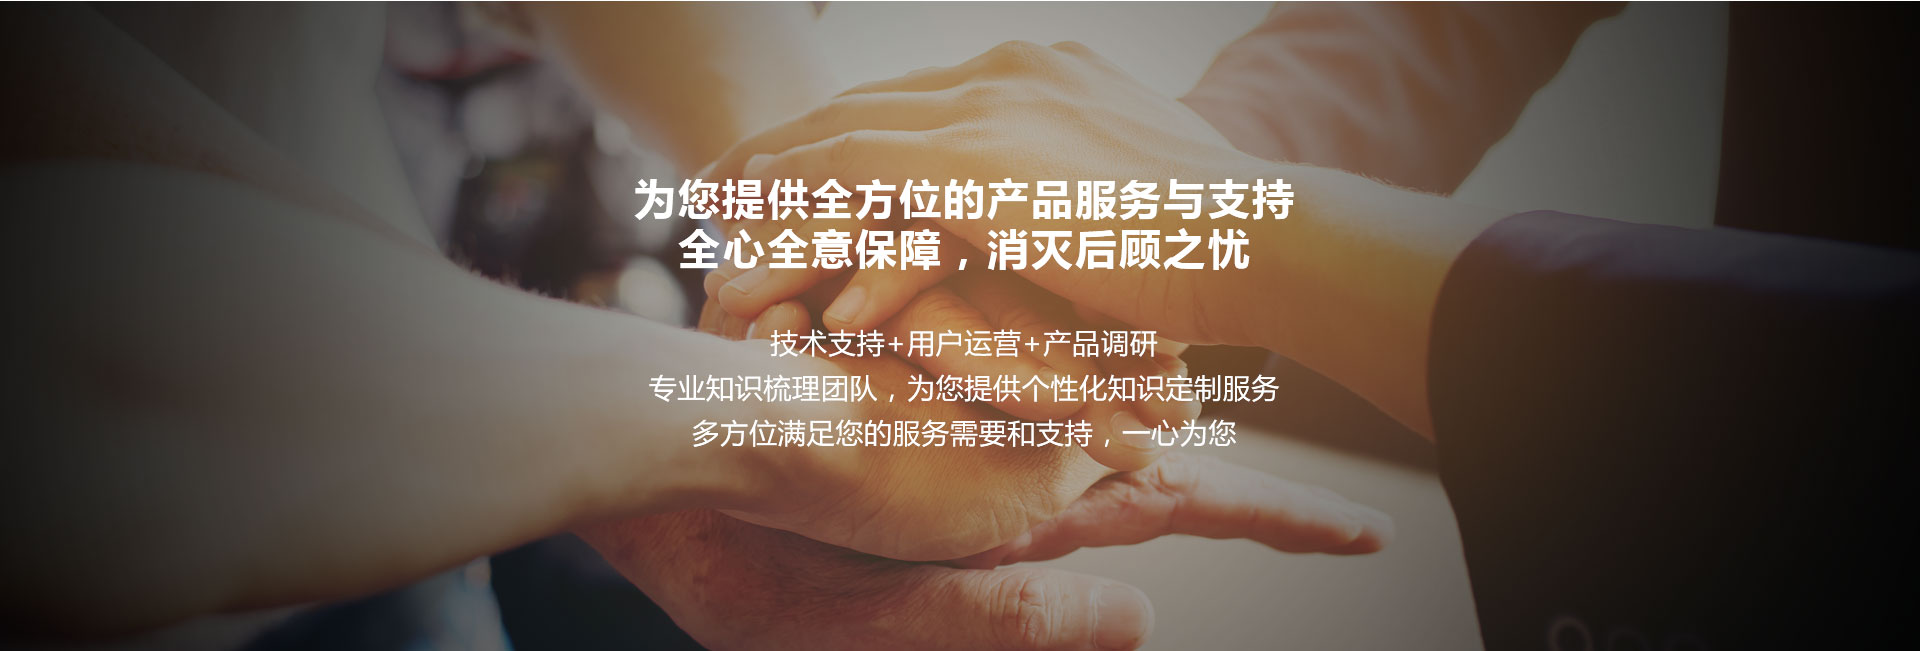 为您提供全方位的产品服务与支持
全心全意保障，消灭后顾之忧
技术支持+用户运营+产品调研
专业知识梳理团队，为您提供个性化知识定制服务
多方位满足您的服务需要和支持，一心为您